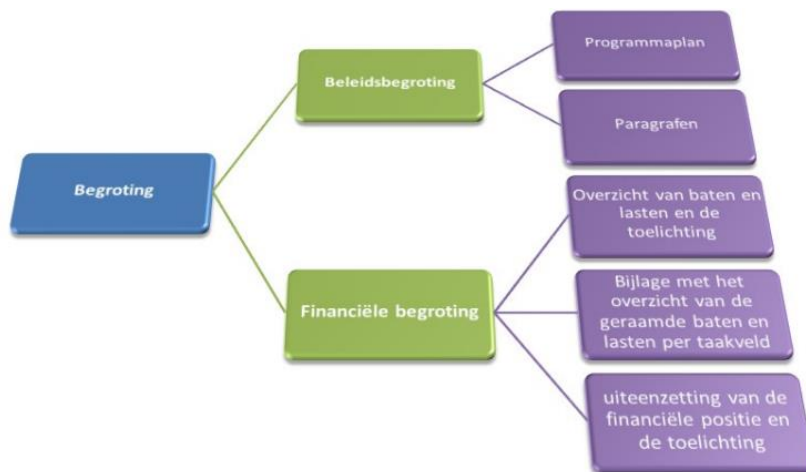 Begroting
Beleidsbegroting
Programmaplan
Paragrafen
Financiële begroting
Overzicht van baten en
lasten en de
toelichting
Bijlage met het
overzicht van de
geraamde baten en
lasten per taakveld
uiteenzetting van de
financiële positie en
de toelichting